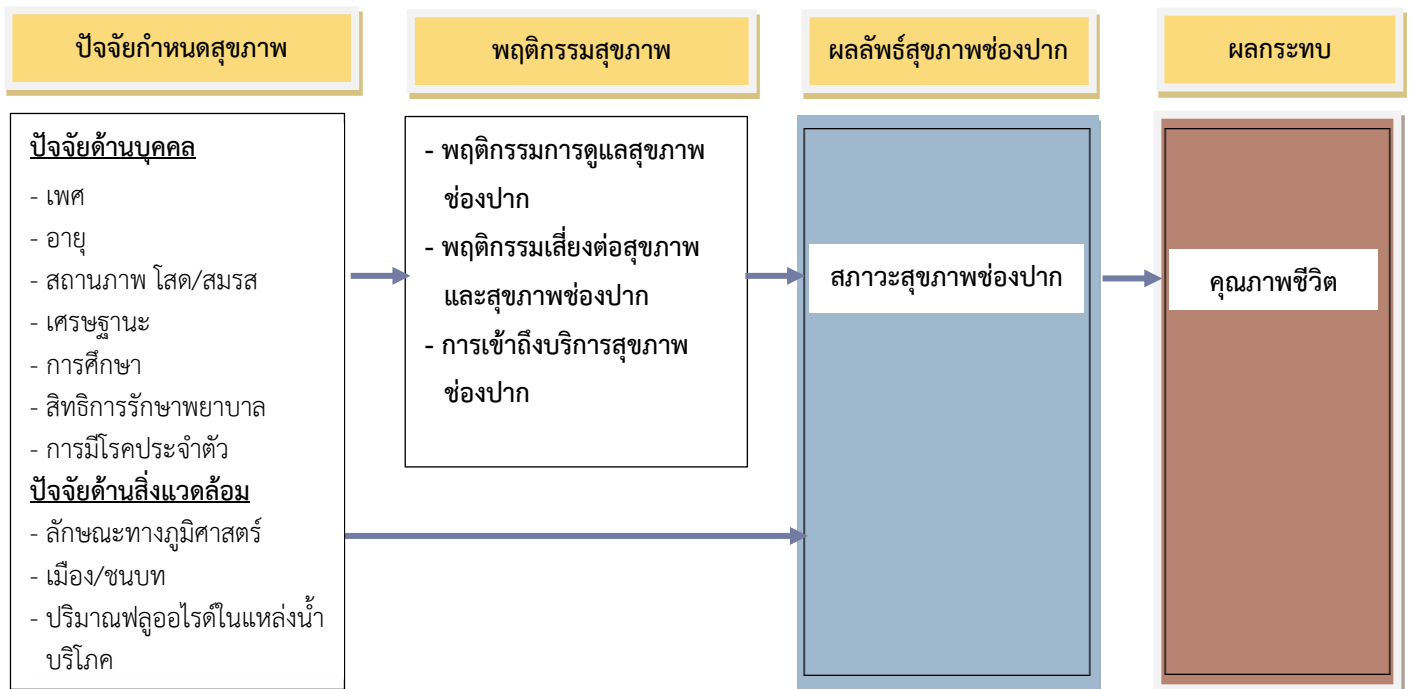 ปัจจัยกำหนดสุขภาพ
พฤติกรรมสุขภาพ
ผลลัพธ์สุขภาพช่องปาก
ผลกระทบ
ปัจจัยด้านบุคคล
- เพศ
- อายุ
- สถานภาพ โสด/สมรส
- เศรษฐานะ
- การศึกษา
- สิทธิการรักษาพยาบาล
- การมีโรคประจำตัว
ปัจจัยด้านสิ่งแวดล้อม
- ลักษณะทางภูมิศาสตร์
- เมือง/ชนบท
- ปริมาณฟลูออไรด์ในแหล่งน้ำ
บริโภค
- พฤติกรรมการดูแลสุขภาพ
ช่องปาก
- พฤติกรรมเสี่ยงต่อสุขภาพ
และสุขภาพช่องปาก
- การเข้าถึงบริการสุขภาพ
ช่องปาก
สภาวะสุขภาพช่องปาก
คุณภาพชีวิต